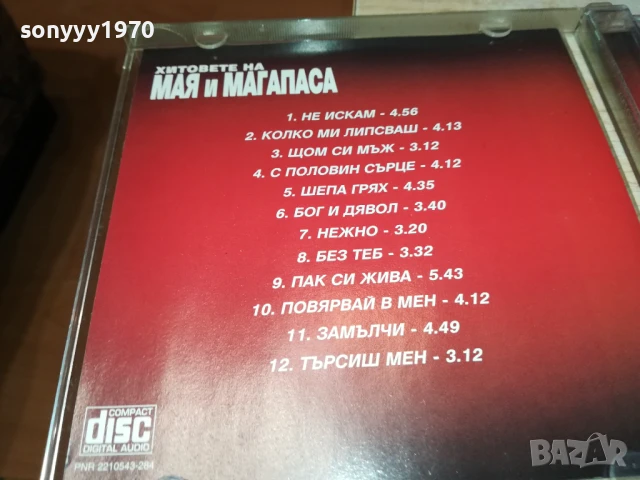 sonyyy1970
ХИТОВЕТЕ НА
МАЯ и МАГАПАСА
1. НЕ ИСКАМ - 4.56
2. КОЛКО МИ ЛИПСВАШ - 4.13
3. ЩОМ СИ МЪЖ - 3.12
4. С ПОЛОВИН СЪРЦЕ - 4.12
5. ШЕПА ГРЯХ - 4.35
6. БОГ И ДЯВОЛ - 3.40
7. НЕЖНО - 3.20
8. БЕЗ ТЕБ - 3.32
9. ПАК СИ ЖИВА - 5.43
10. ПОВЯРВАЙ В МЕН - 4.12
11. ЗАМЪЛЧИ - 4.49
12. ТЪРСИШ МЕН - 3.12
COMPACT
disc
DIGITAL AUDIO
PNR 2210543-284
BAZAR